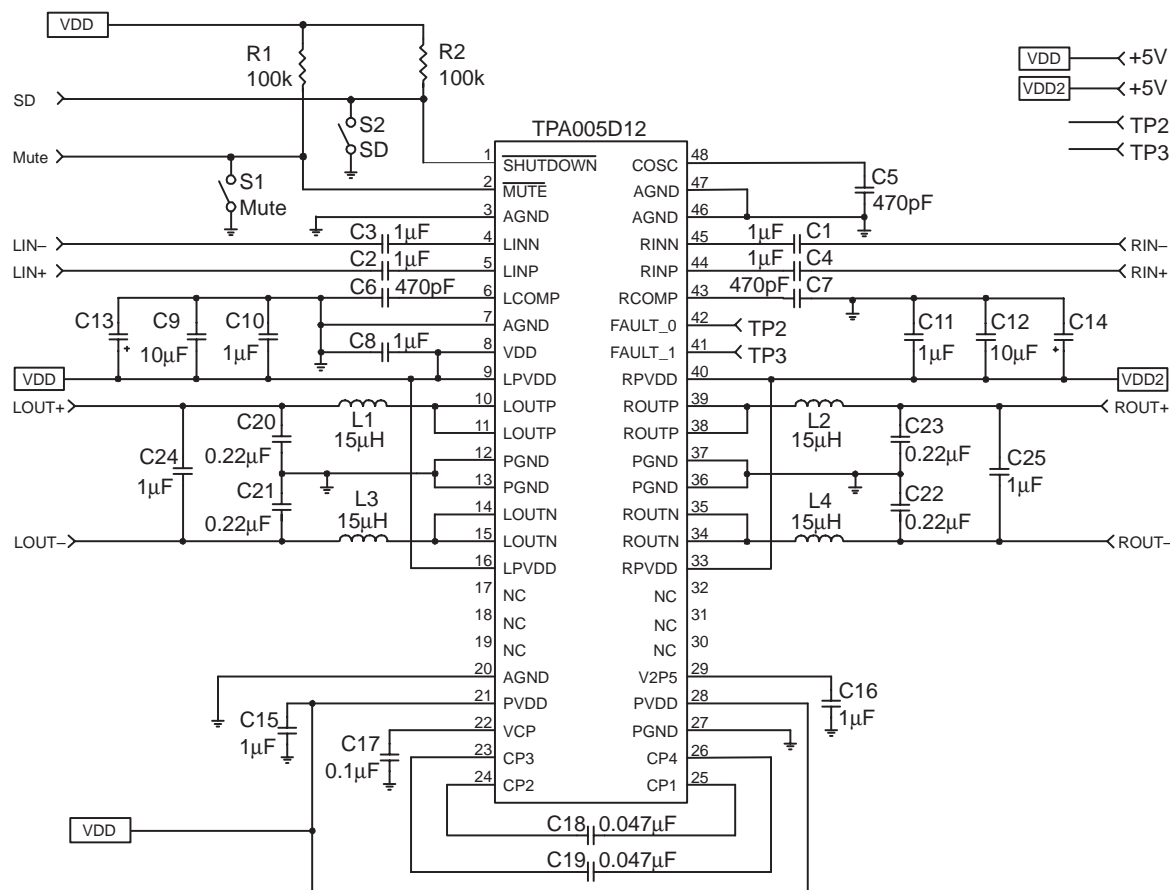 VDD
R1
100k
R2
100k
VDD
+5V
VDD2
+5V
TP2
TP3
SD
S2
SD
Mute
S1
Mute
TPA005D12
1
SHUTDOWN
COSC
48
2
MUTE
AGND
47
3
AGND
AGND
46
C5
470pF
LIN–
C3
1μF
4
LINN
RINN
45
1μF
C1
RIN–
LIN+
C2
1μF
5
LINP
RINP
44
1μF
C4
RIN+
C6
470pF
6
LCOMP
RCOMP
43
470pF
C7
7
AGND
FAULT_0
42
TP2
C13
+
C9
10μF
C10
1μF
C8
1μF
8
VDD
FAULT_1
41
TP3
C11
1μF
C12
10μF
C14
+
VDD
9
LPVDD
RPVDD
40
VDD2
LOUT+
10
LOUTP
ROUTP
39
ROUT+
L1
15μH
11
LOUTP
ROUTP
38
L2
15μH
C20
0.22μF
C23
0.22μF
12
PGND
PGND
37
C24
1μF
C25
1μF
13
PGND
PGND
36
C21
0.22μF
C22
0.22μF
L3
15μH
14
LOUTN
ROUTN
35
L4
15μH
LOUT–
15
LOUTN
ROUTN
34
ROUT–
16
LPVDD
RPVDD
33
17
NC
NC
32
18
NC
NC
31
19
NC
NC
30
20
AGND
V2P5
29
C16
1μF
21
PVDD
PVDD
28
C15
1μF
22
VCP
PGND
27
C17
0.1μF
23
CP3
CP4
26
24
CP2
CP1
25
VDD
C18
0.047μF
C19
0.047μF